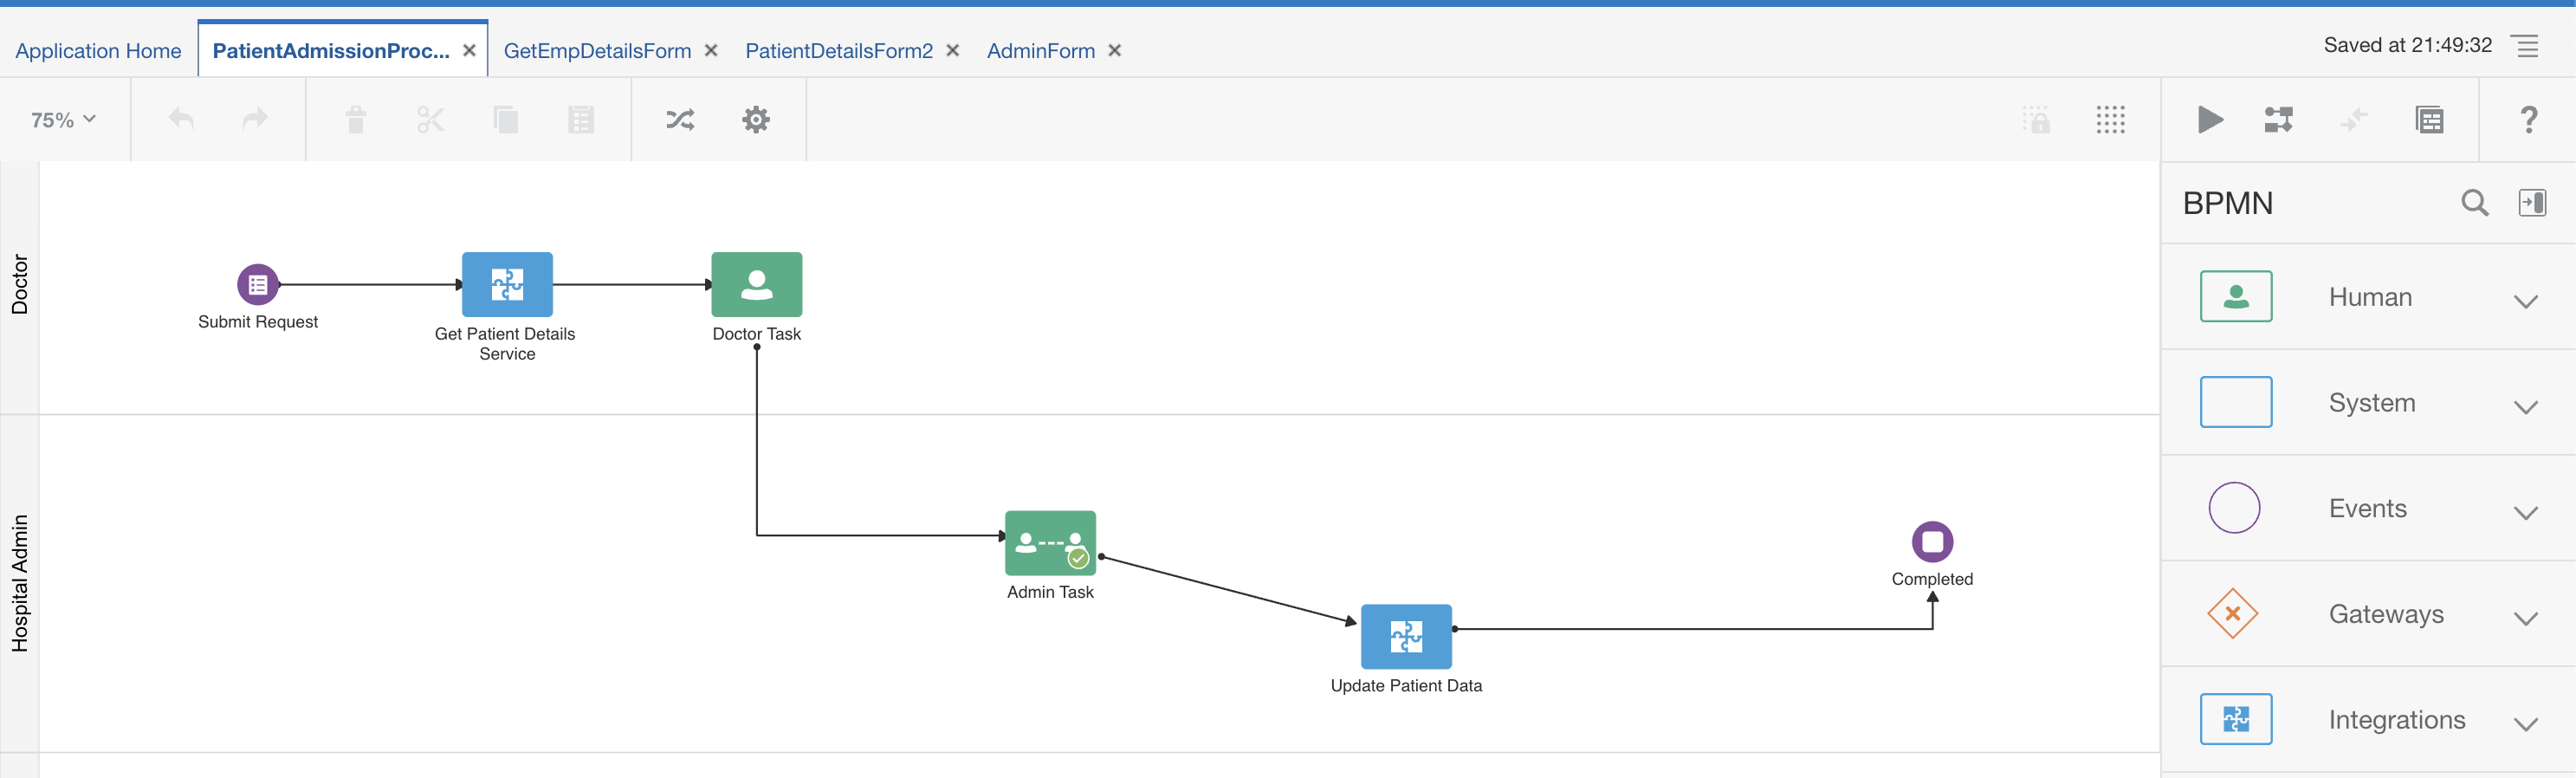 Application Home
PatientAdmissionProc...
GetEmpDetailsForm
PatientDetailsForm2
AdminForm
Saved at 21:49:32
75%
BPMN
Doctor
Submit Request
Get Patient Details
Service
Doctor Task
Hospital Admin
Admin Task
Update Patient Data
Completed
Human
System
Events
Gateways
Integrations